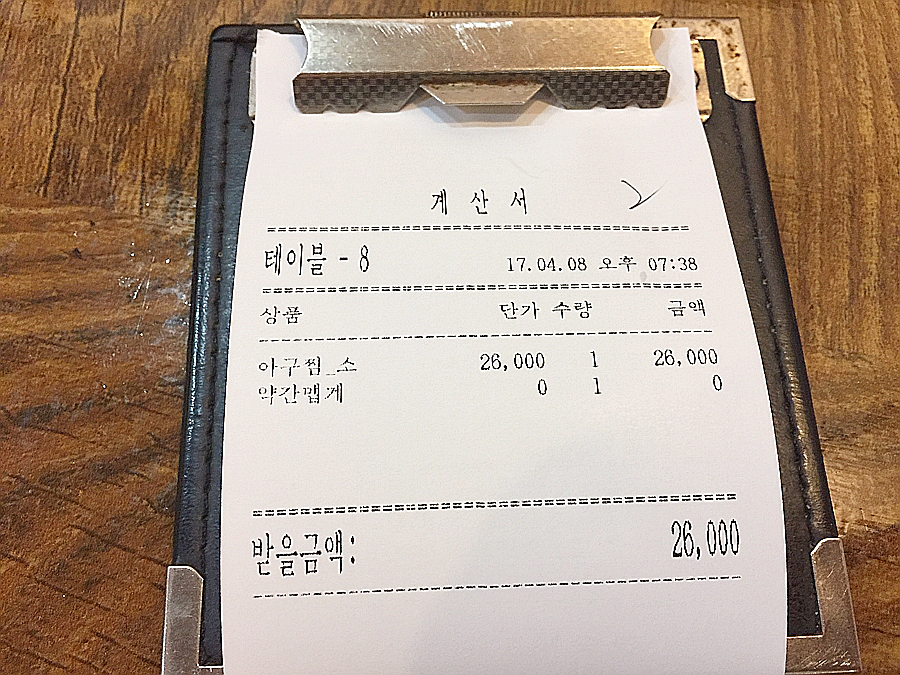 계산서
테이블 - 8 17.04.08 오후 07:38
상품 단가 수량 금액
아구찜_소 26,000 1 26,000
약간맵게 0 1 0
받을금액: 26,000